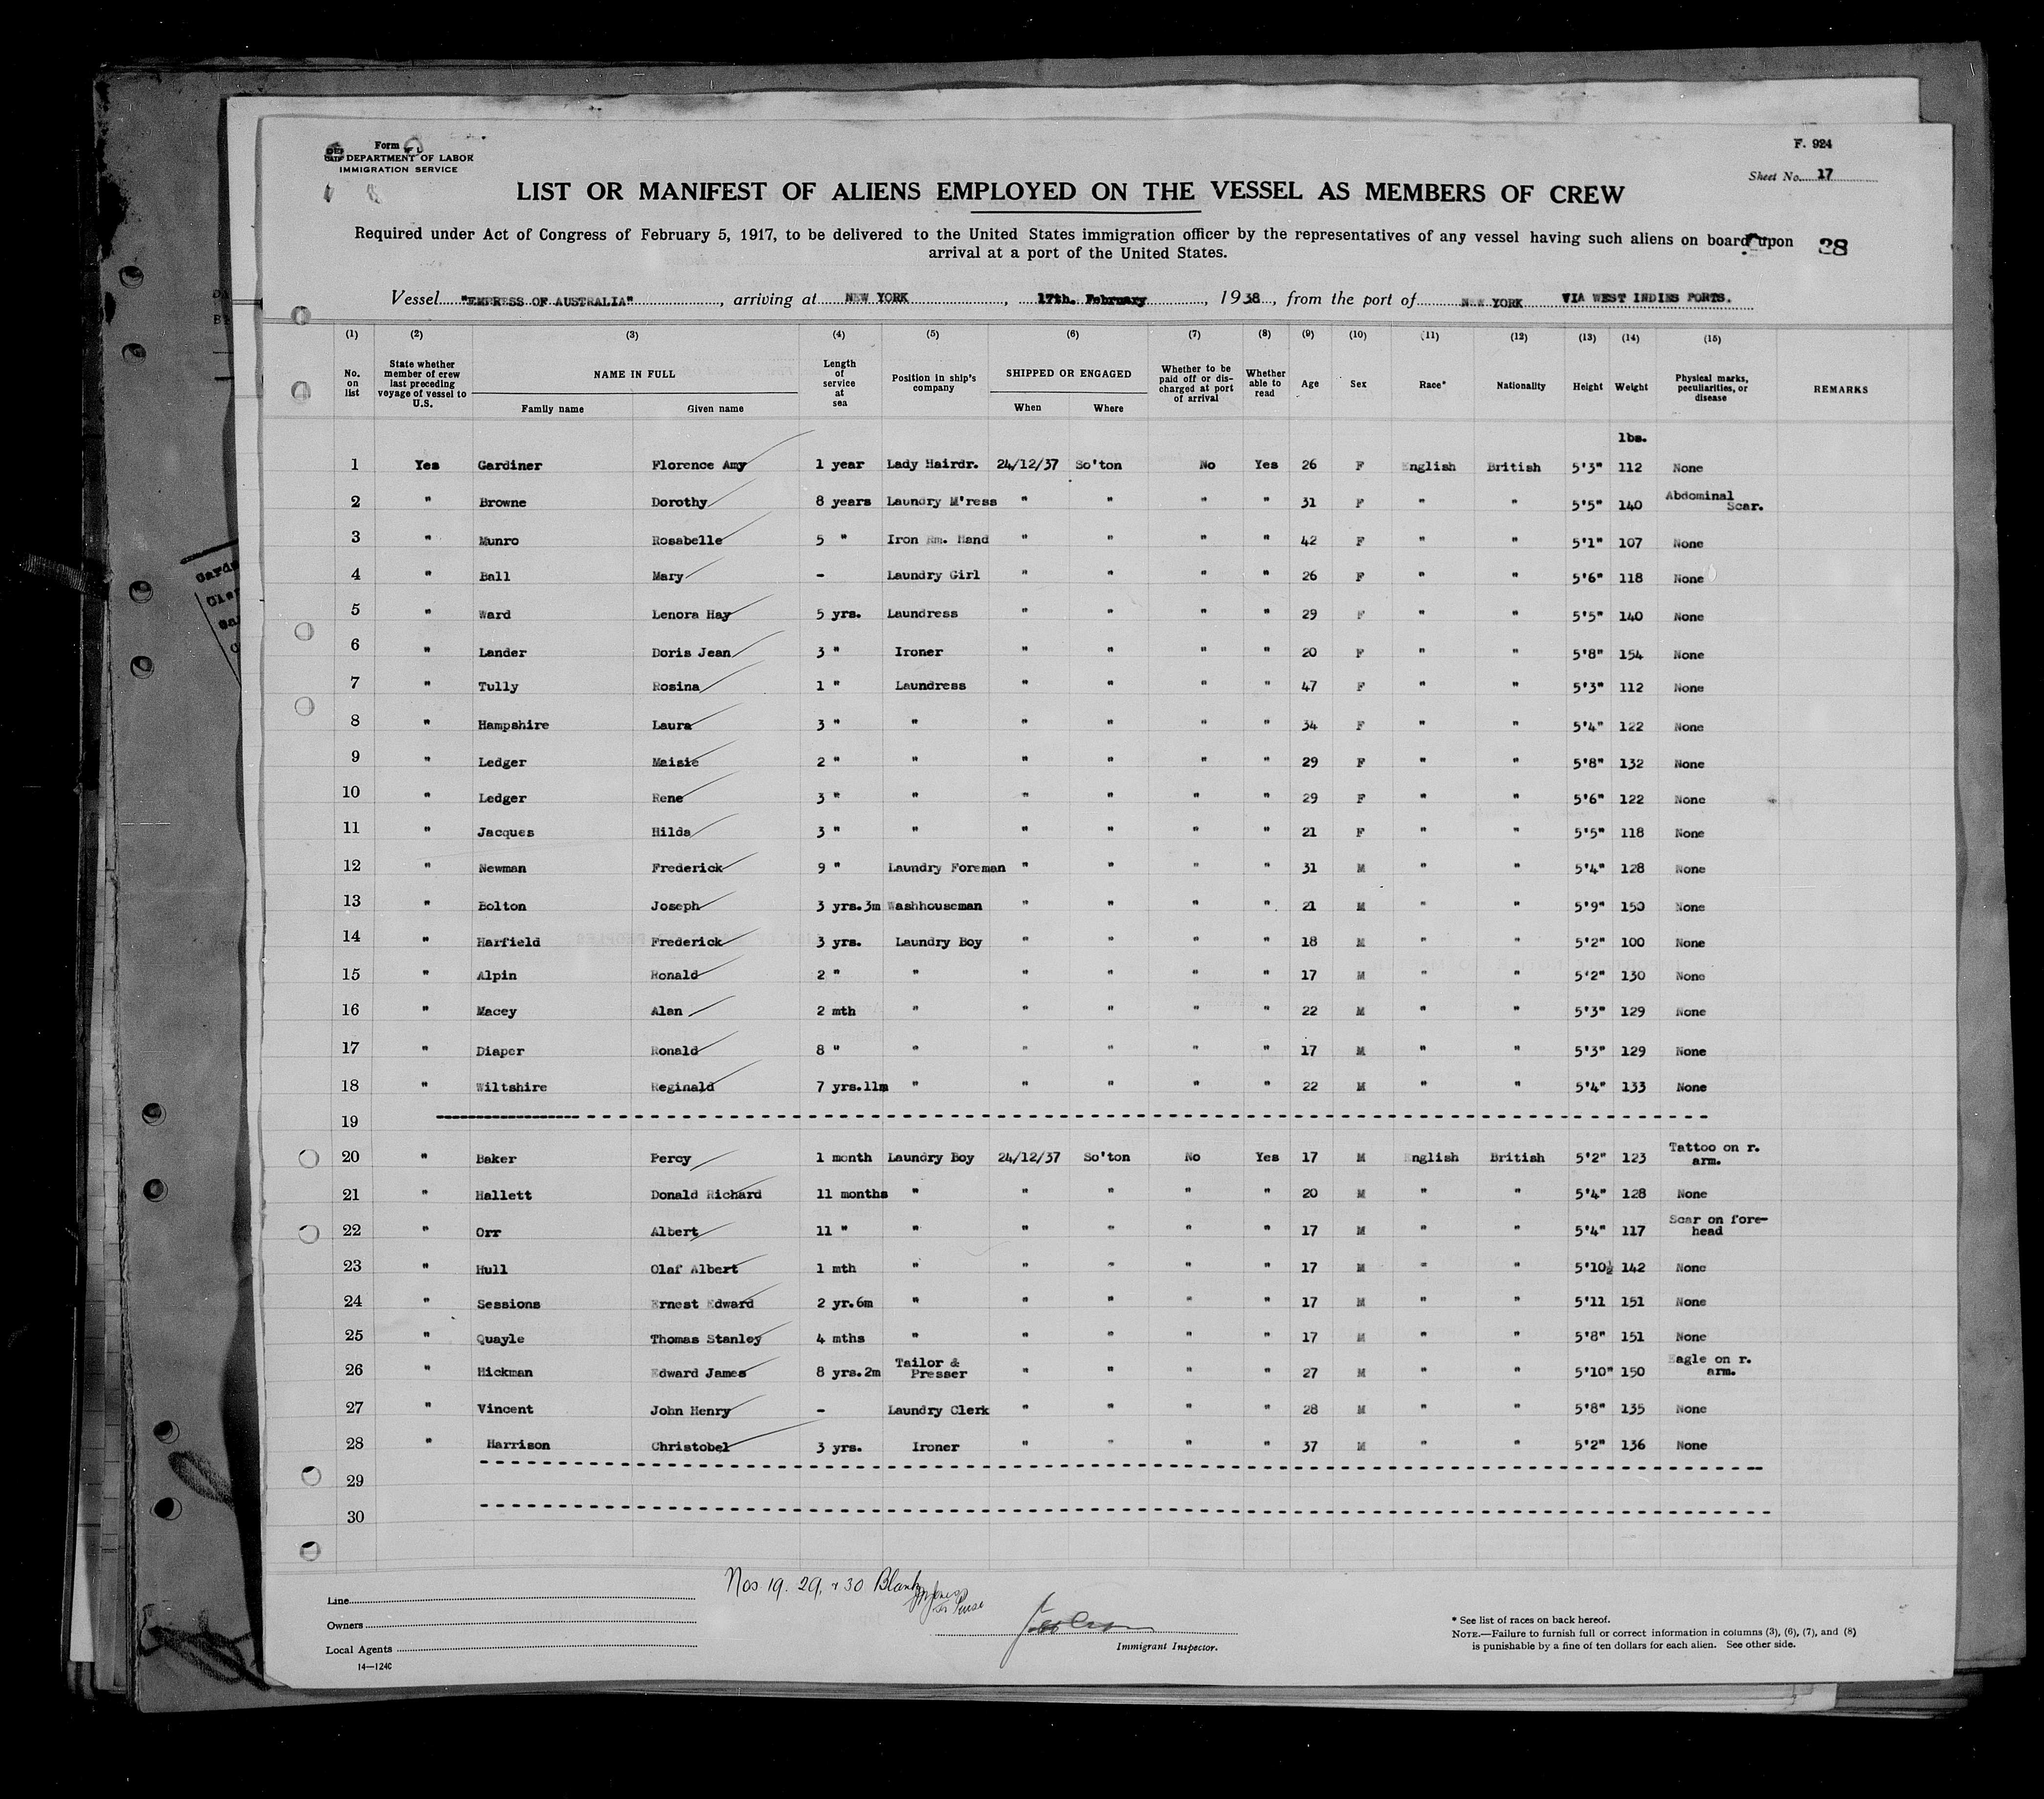 Form
DEPARTMENT OF LABOR
IMMIGRATION SERVICE
F. 924
Sheet No. 17
LIST OR MANIFEST OF ALIENS EMPLOYED ON THE VESSEL AS MEMBERS OF CREW
Required under Act of Congress of February 5, 1917, to be delivered to the United States immigration officer by the representatives of any vessel having such aliens on board upon
arrival at a port of the United States.
28
Vessel "EMPRESS OF AUSTRALIA", arriving at NEW YORK, 17th. February, 1938, from the port of NEW YORK VIA WEST INDIES PORTS.
(1) (2) (3) (4) (5) (6) (7) (8) (9) (10) (11) (12) (13) (14) (15)
No. on list State whether member of crew last preceding voyage of vessel to U.S. NAME IN FULL Family name Given name Length of service at sea Position in ship's company SHIPPED OR ENGAGED When Where Whether to be paid off or discharged at port of arrival Whether able to read Age Sex Race* Nationality Height Weight Physical marks, peculiarities, or disease REMARKS
lbs.
1 Yes Gardiner Florence Amy 1 year Lady Hairdr. 24/12/37 So'ton No Yes 26 F English British 5'3" 112 None
2 " Browne Dorothy 8 years Laundry M'ress " " " " 31 F " " 5'5" 140 Abdominal Scar.
3 " Munro Rosabelle 5 " Iron Rm. Hand " " " " 42 F " " 5'1" 107 None
4 " Ball Mary - Laundry Girl " " " " 26 F " " 5'6" 118 None
5 " Ward Lenora Hay 5 yrs. Laundress " " " " 29 F " " 5'5" 140 None
6 " Lander Doris Jean 3 " Ironer " " " " 20 F " " 5'8" 154 None
7 " Tully Rosina 1 " Laundress " " " " 47 F " " 5'3" 112 None
8 " Hampshire Laura 3 " " " " " " 34 F " " 5'4" 122 None
9 " Ledger Maisie 2 " " " " " " 29 F " " 5'8" 132 None
10 " Ledger Rene 3 " " " " " " 29 F " " 5'6" 122 None
11 " Jacques Hilda 3 " " " " " " 21 F " " 5'5" 118 None
12 " Newman Frederick 9 " Laundry Foreman " " " " 31 M " " 5'4" 128 None
13 " Bolton Joseph 3 yrs.3m Washhouseman " " " " 21 M " " 5'9" 150 None
14 " Harfield Frederick 3 yrs. Laundry Boy " " " " 18 M " " 5'2" 100 None
15 " Alpin Ronald 2 " " " " " " 17 M " " 5'2" 130 None
16 " Macey Alan 2 mth " " " " " 22 M " " 5'3" 129 None
17 " Diaper Ronald 8 " " " " " " 17 M " " 5'3" 129 None
18 " Wiltshire Reginald 7 yrs.11m " " " " " 22 M " " 5'4" 133 None
19
20 " Baker Percy 1 month Laundry Boy 24/12/37 So'ton No Yes 17 M English British 5'2" 123 Tattoo on r. arm.
21 " Hallett Donald Richard 11 months " " " " " 20 M " " 5'4" 128 None
22 " Orr Albert 11 " " " " " " 17 M " " 5'4" 117 Scar on fore-head
23 " Hull Olaf Albert 1 mth " " " " " 17 M " " 5'10½ 142 None
24 " Sessions Ernest Edward 2 yr.6m " " " " " 17 M " " 5'11 151 None
25 " Quayle Thomas Stanley 4 mths " " " " " 17 M " " 5'8" 151 None
26 " Hickman Edward James 8 yrs.2m Tailor & Presser " " " " 27 M " " 5'10" 150 Eagle on r. arm.
27 " Vincent John Henry - Laundry Clerk " " " " 28 M " " 5'8" 135 None
28 " Harrison Christobel 3 yrs. Ironer " " " " 37 M " " 5'2" 136 None
29
30
Nos 19. 29, + 30 Blank
Line
Owners
Local Agents
14—124C
Immigrant Inspector.
* See list of races on back hereof.
NOTE.—Failure to furnish full or correct information in columns (3), (6), (7), and (8)
is punishable by a fine of ten dollars for each alien. See other side.